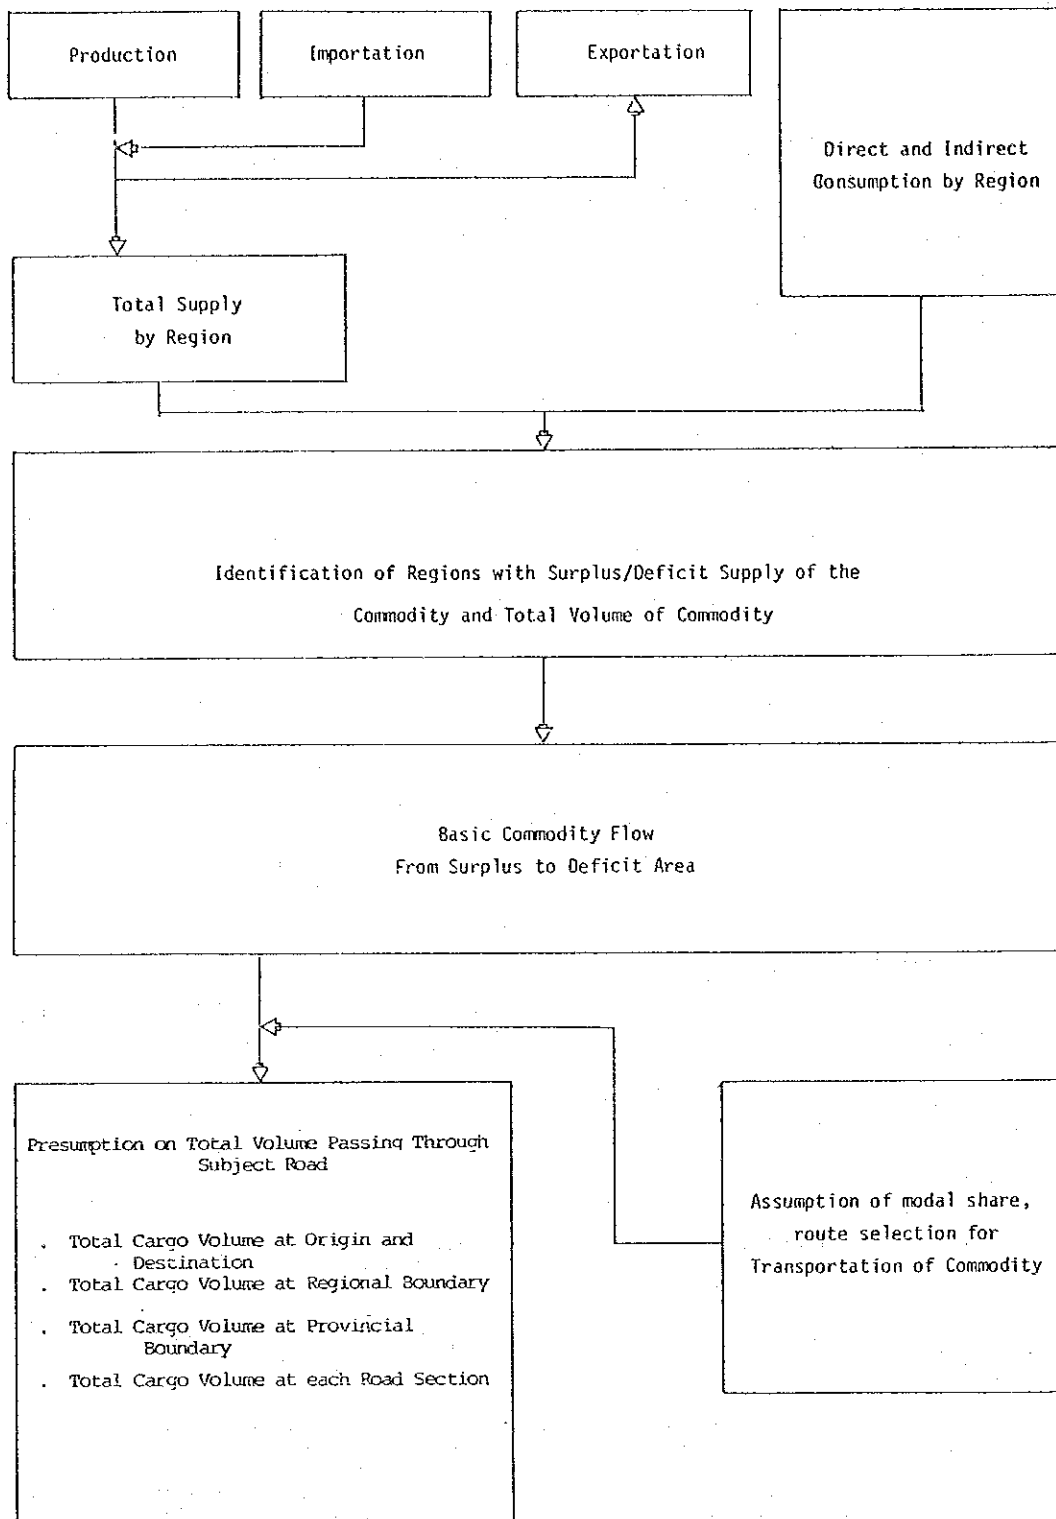 Production
Importation
Exportation
Direct and Indirect
Consumption by Region
Total Supply
by Region
Identification of Regions with Surplus/Deficit Supply of the
Commodity and Total Volume of Commodity
Basic Commodity Flow
From Surplus to Deficit Area
Presumption on Total Volume Passing Through
Subject Road
. Total Cargo Volume at Origin and
Destination
. Total Cargo Volume at Regional Boundary
. Total Cargo Volume at Provincial
Boundary
. Total Cargo Volume at each Road Section
Assumption of modal share,
route selection for
Transportation of Commodity